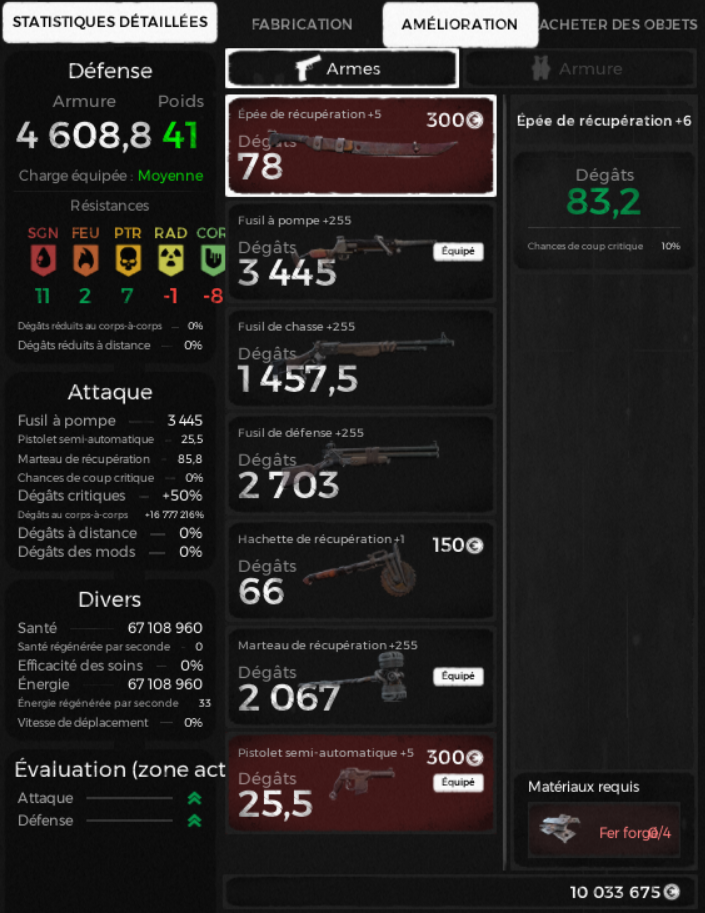 STATISTIQUES DÉTAILLÉES
FABRICATION
AMÉLIORATION
ACHETER DES OBJETS
Défense
Armure Poids
4 608,8 41
Charge équipée : Moyenne
Résistances
SGN FEU PTR RAD COR
11 2 7 -1 -8
Dégâts réduits au corps-à-corps 0%
Dégâts réduits à distance 0%
Attaque
Fusil à pompe 3 445
Pistolet semi-automatique 25,5
Marteau de récupération 85,8
Chances de coup critique 0%
Dégâts critiques +50%
Dégâts au corps-à-corps +16 777 216%
Dégâts à distance 0%
Dégâts des mods 0%
Divers
Santé 67 108 960
Santé régénérée par seconde 0
Efficacité des soins 0%
Énergie 67 108 960
Énergie régénérée par seconde 33
Vitesse de déplacement 0%
Évaluation (zone act
Attaque
Défense
Armes
Armure
Épée de récupération +5 300
Dégâts
78
Fusil à pompe +255
Dégâts
Équipé
3 445
Fusil de chasse +255
Dégâts
1 457,5
Fusil de défense +255
Dégâts
2 703
Hachette de récupération +1 150
Dégâts
66
Marteau de récupération +255
Dégâts
Équipé
2 067
Pistolet semi-automatique +5 300
Dégâts
Équipé
25,5
Épée de récupération +6
Dégâts
83,2
Chances de coup critique 10%
Matériaux requis
Fer forgé 0/4
10 033 675